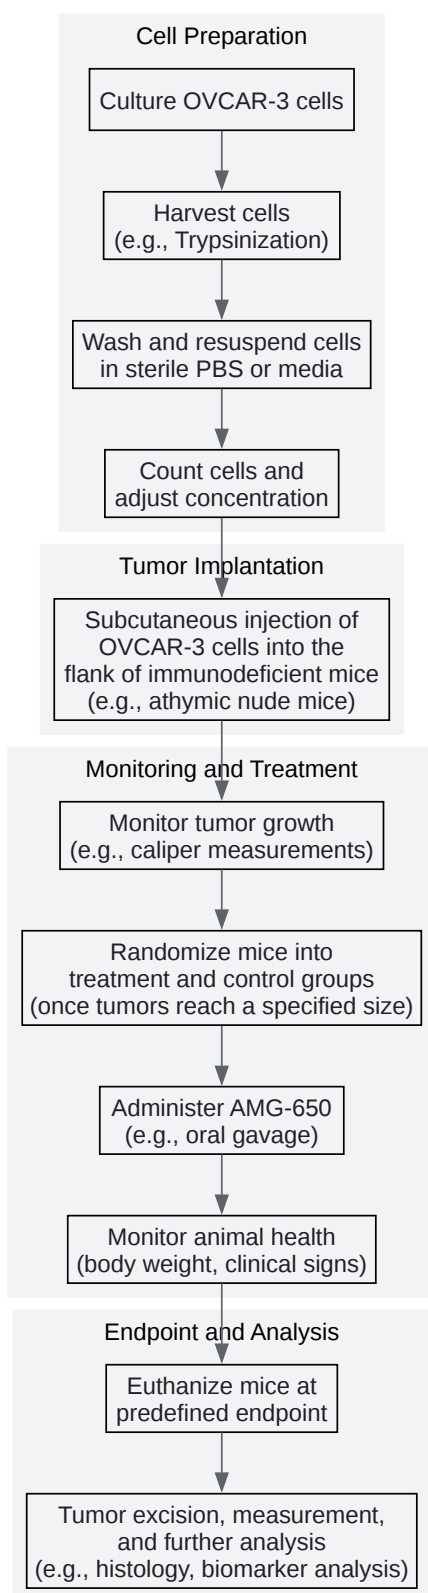 Cell Preparation
Culture OVCAR-3 cells
Harvest cells
(e.g., Trypsinization)
Wash and resuspend cells
in sterile PBS or media
Count cells and
adjust concentration
Tumor Implantation
Subcutaneous injection of
OVCAR-3 cells into the
flank of immunodeficient mice
(e.g., athymic nude mice)
Monitoring and Treatment
Monitor tumor growth
(e.g., caliper measurements)
Randomize mice into
treatment and control groups
(once tumors reach a specified size)
Administer AMG-650
(e.g., oral gavage)
Monitor animal health
(body weight, clinical signs)
Endpoint and Analysis
Euthanize mice at
predefined endpoint
Tumor excision, measurement,
and further analysis
(e.g., histology, biomarker analysis)